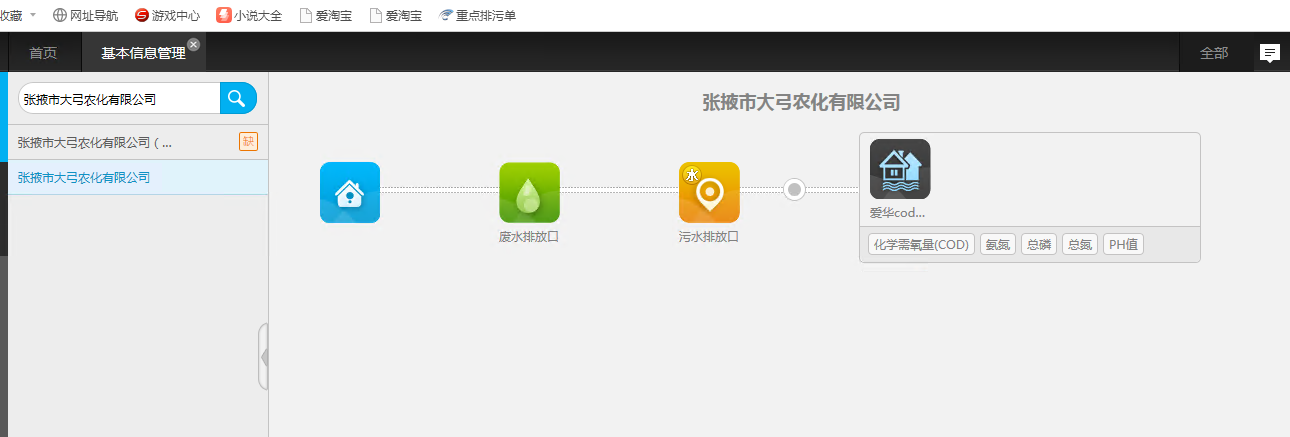 收藏 网址导航 游戏中心 小说大全 爱淘宝 爱淘宝 重点排污单
首页 基本信息管理 全部
张掖市大弓农化有限公司
张掖市大弓农化有限公司
张掖市大弓农化有限公司 ( ... 缺
张掖市大弓农化有限公司
水
爱华cod...
废水排放口 污水排放口
化学需氧量(COD) 氨氮 总磷 总氮 PH值